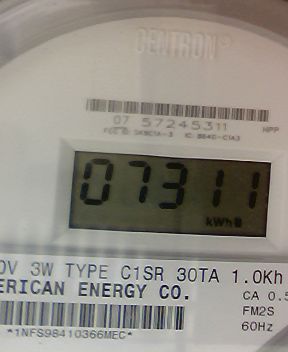 CENTRON®
07 57245311
HPP
07311
kWh
0V 3W TYPE C1SR 30TA 1.0Kh
ERICAN ENERGY CO.
CA 0.5
FM2S
60Hz
*1NFS98410366MEC*